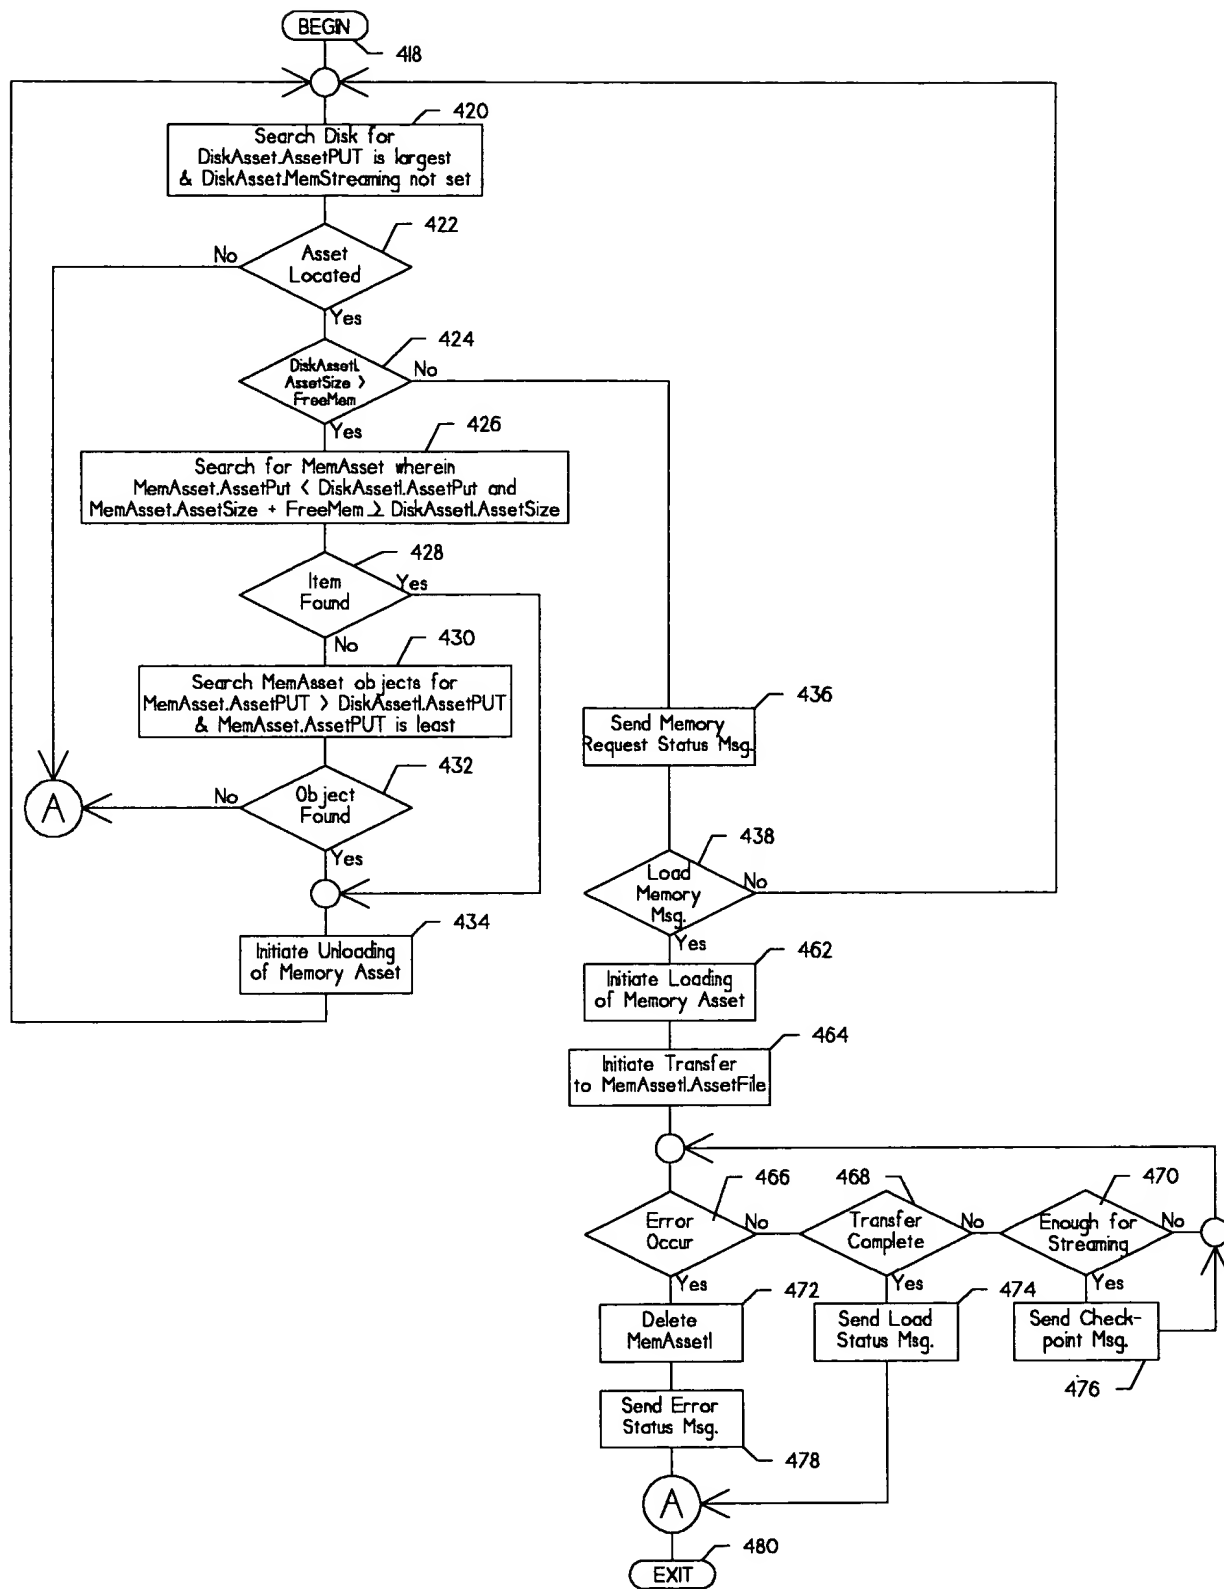 BEGIN
418
420
Search Disk for
DiskAsset.AssetPUT is largest
& DiskAsset.MemStreaming not set
422
No
Asset
Located
Yes
424
DiskAsset1.
AssetSize >
FreeMem
No
Yes
426
Search for MemAsset wherein
MemAsset.AssetPut < DiskAsset1.AssetPut and
MemAsset.AssetSize + FreeMem ≥ DiskAsset1.AssetSize
428
Item
Found
Yes
No
430
Search MemAsset objects for
MemAsset.AssetPUT > DiskAsset1.AssetPUT
& MemAsset.AssetPUT is least
436
Send Memory
Request Status Msg.
432
A
No
Object
Found
Yes
438
Load
Memory
Msg.
No
Yes
434
Initiate Unloading
of Memory Asset
462
Initiate Loading
of Memory Asset
464
Initiate Transfer
to MemAsset1.AssetFile
466
468
470
Error
Occur
No
Transfer
Complete
No
Enough for
Streaming
No
Yes
Yes
Yes
472
474
Delete
MemAsset1
Send Load
Status Msg.
Send Check-
point Msg.
476
Send Error
Status Msg.
478
A
480
EXIT